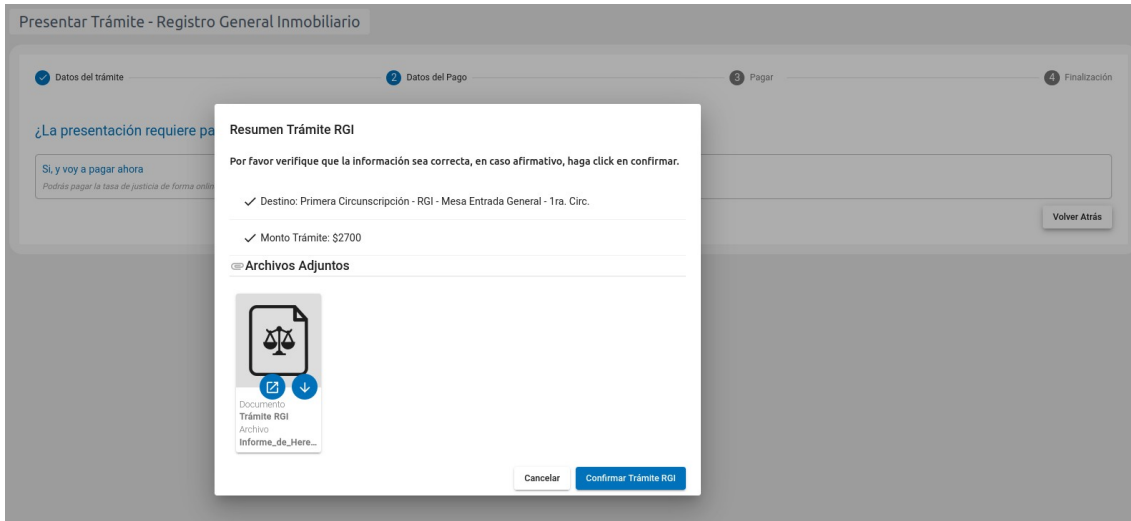 Presentar Trámite - Registro General Inmobiliario
Datos del trámite
2 Datos del Pago
3 Pagar
4 Finalización
¿La presentación requiere pa
Si, y voy a pagar ahora
Podrás pagar la tasa de justicia de forma onlin
Volver Atrás
Resumen Trámite RGI
Por favor verifique que la información sea correcta, en caso afirmativo, haga click en confirmar.
Destino: Primera Circunscripción - RGI - Mesa Entrada General - 1ra. Circ.
Monto Trámite: $2700
Archivos Adjuntos
Documento
Trámite RGI
Archivo
Informe_de_Here...
Cancelar
Confirmar Trámite RGI